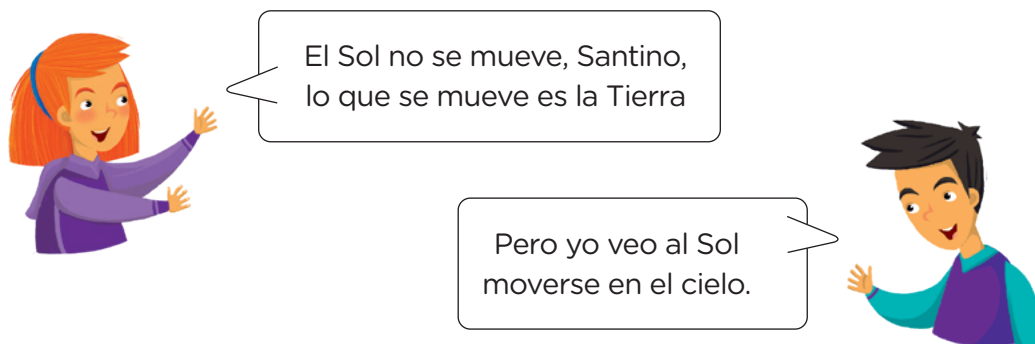 El Sol no se mueve, Santino,
lo que se mueve es la Tierra
Pero yo veo al Sol
moverse en el cielo.